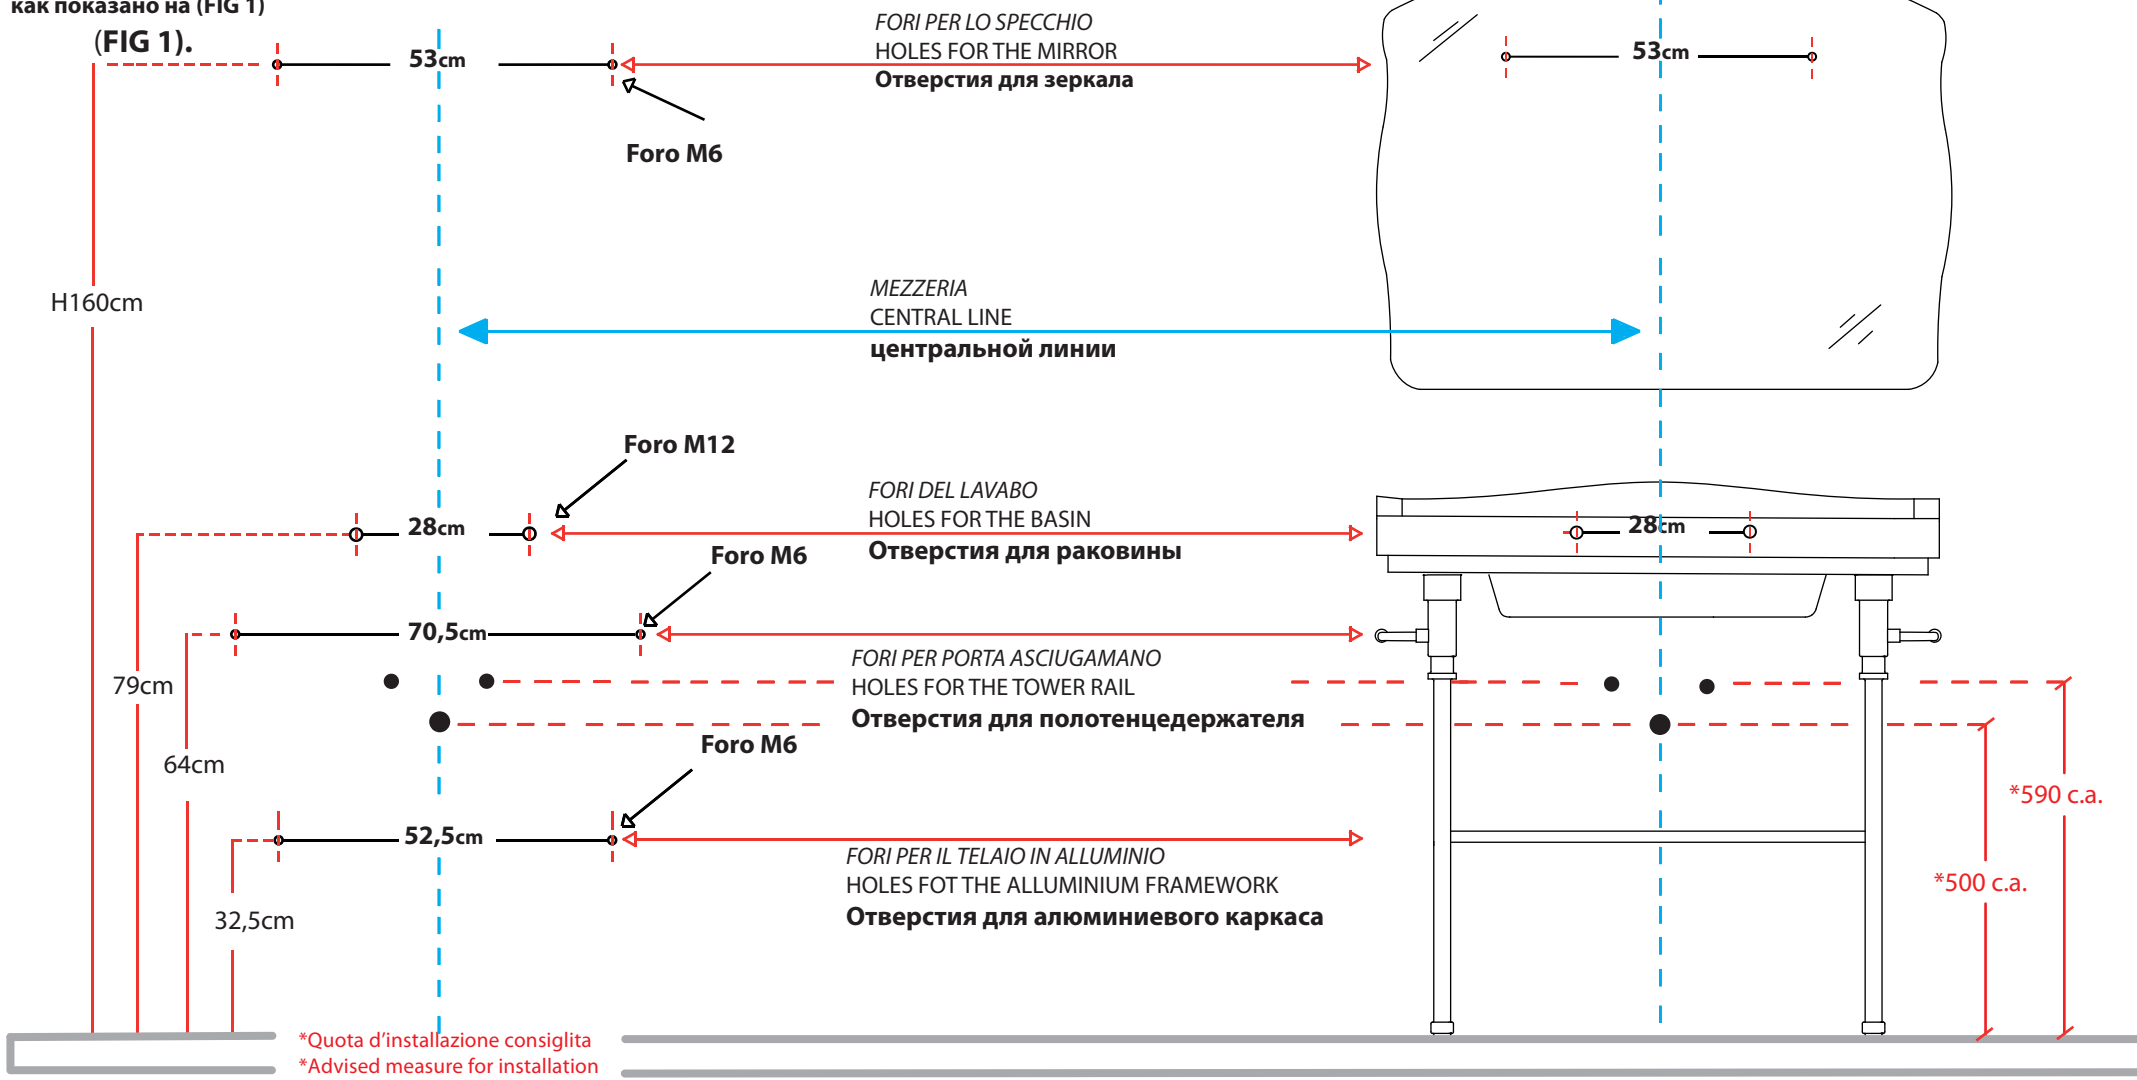 как показано на (FIG 1)
(FIG 1).
53cm
FORI PER LO SPECCHIO
HOLES FOR THE MIRROR
Отверстия для зеркала
53cm
Foro M6
H160cm
MEZZERIA
CENTRAL LINE
центральной линии
Foro M12
28cm
FORI DEL LAVABO
HOLES FOR THE BASIN
Отверстия для раковины
28cm
Foro M6
70,5cm
FORI PER PORTA ASCIUGAMANO
HOLES FOR THE TOWER RAIL
Отверстия для полотенцедержателя
79cm
Foro M6
64cm
*590 c.a.
52,5cm
FORI PER IL TELAIO IN ALLUMINIO
HOLES FOT THE ALLUMINIUM FRAMEWORK
Отверстия для алюминиевого каркаса
*500 c.a.
32,5cm
*Quota d’installazione consiglita
*Advised measure for installation